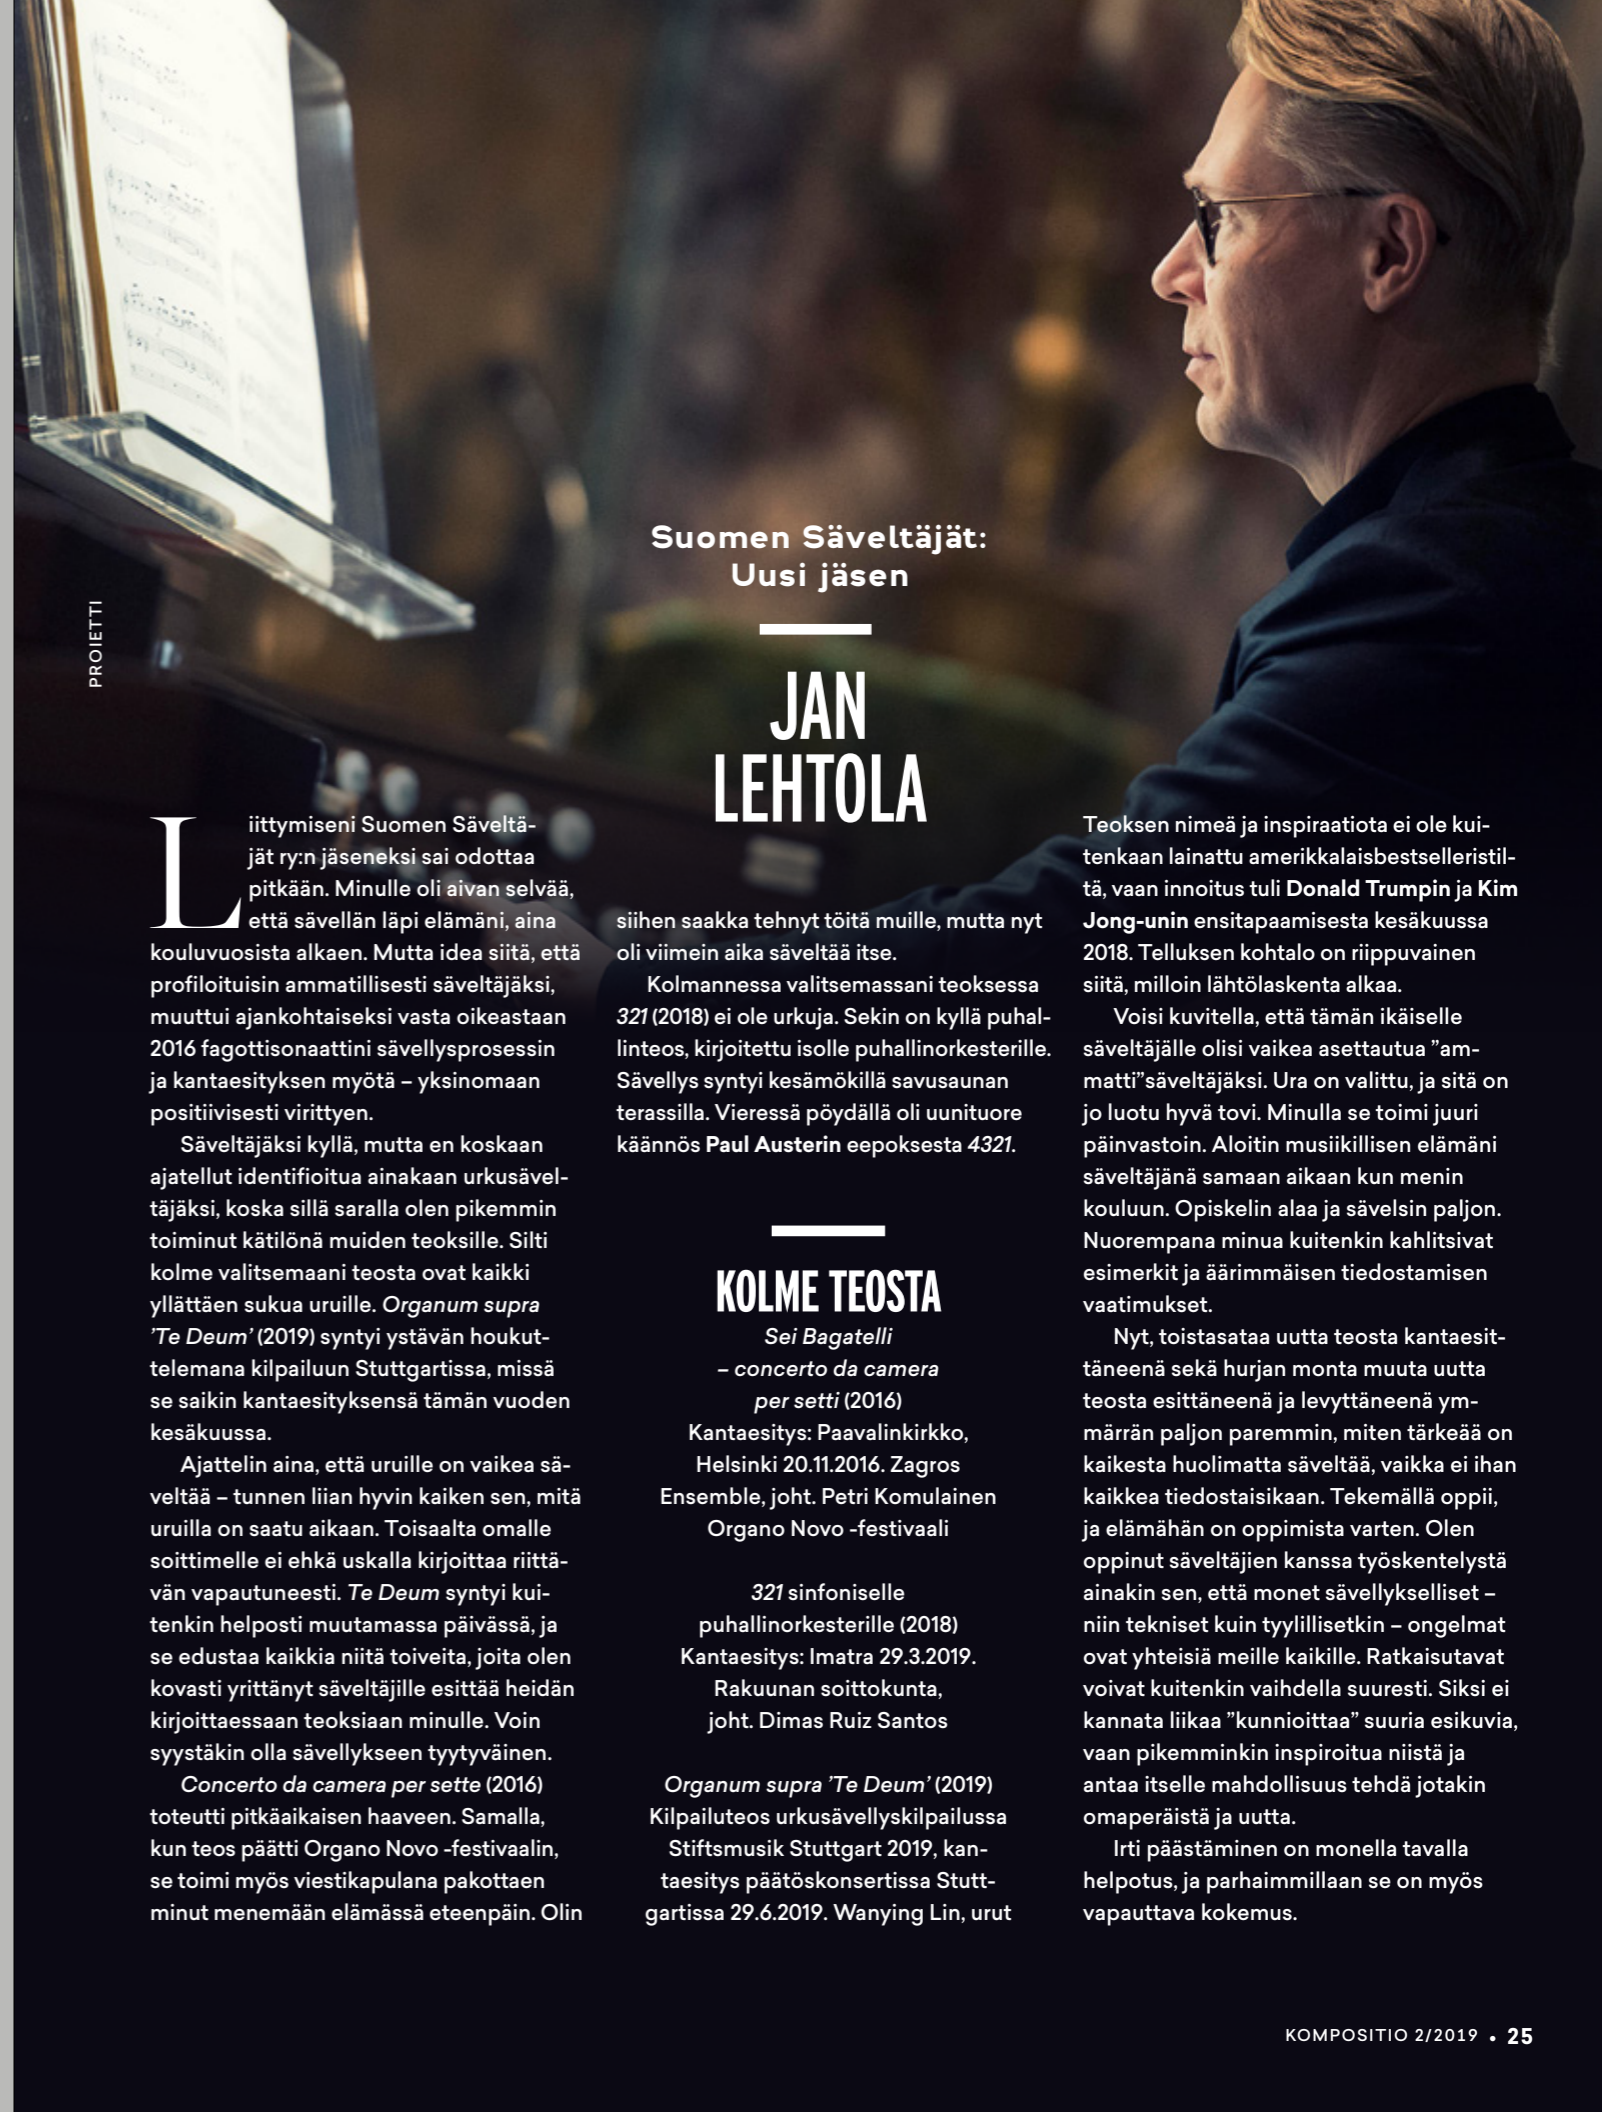 PROIETTI
Suomen Säveltäjät:
Uusi jäsen
JAN
LEHTOLA
Liittymiseni Suomen Säveltä-
jät ry:n jäseneksi sai odottaa
pitkään. Minulle oli aivan selvää,
että sävellän läpi elämäni, aina
kouluvuosista alkaen. Mutta idea siitä, että
profiloituisin ammatillisesti säveltäjäksi,
muuttui ajankohtaiseksi vasta oikeastaan
2016 fagottisonaattini sävellysprosessin
ja kantaesityksen myötä – yksinomaan
positiivisesti virittyen.
Säveltäjäksi kyllä, mutta en koskaan
ajatellut identifioitua ainakaan urkusävel-
täjäksi, koska sillä saralla olen pikemmin
toiminut kätilönä muiden teoksille. Silti
kolme valitsemaani teosta ovat kaikki
yllättäen sukua uruille. Organum supra
’Te Deum’ (2019) syntyi ystävän houkut-
telemana kilpailuun Stuttgartissa, missä
se saikin kantaesityksensä tämän vuoden
kesäkuussa.
Ajattelin aina, että uruille on vaikea sä-
veltää – tunnen liian hyvin kaiken sen, mitä
uruilla on saatu aikaan. Toisaalta omalle
soittimelle ei ehkä uskalla kirjoittaa riittä-
vän vapautuneesti. Te Deum syntyi kui-
tenkin helposti muutamassa päivässä, ja
se edustaa kaikkia niitä toiveita, joita olen
kovasti yrittänyt säveltäjille esittää heidän
kirjoittaessaan teoksiaan minulle. Voin
syystäkin olla sävellykseen tyytyväinen.
Concerto da camera per sette (2016)
toteutti pitkäaikaisen haaveen. Samalla,
kun teos päätti Organo Novo -festivaalin,
se toimi myös viestikapulana pakottaen
minut menemään elämässä eteenpäin. Olin
siihen saakka tehnyt töitä muille, mutta nyt
oli viimein aika säveltää itse.
Kolmannessa valitsemassani teoksessa
321 (2018) ei ole urkuja. Sekin on kyllä puhal-
linteos, kirjoitettu isolle puhallinorkesterille.
Sävellys syntyi kesämökillä savusaunan
terassilla. Vieressä pöydällä oli uunituore
käännös Paul Austerin eepoksesta 4321.
KOLME TEOSTA
Sei Bagatelli
– concerto da camera
per setti (2016)
Kantaesitys: Paavalinkirkko,
Helsinki 20.11.2016. Zagros
Ensemble, joht. Petri Komulainen
Organo Novo -festivaali
321 sinfoniselle
puhallinorkesterille (2018)
Kantaesitys: Imatra 29.3.2019.
Rakuunan soittokunta,
joht. Dimas Ruiz Santos
Organum supra ’Te Deum’ (2019)
Kilpailuteos urkusävellyskilpailussa
Stiftsmusik Stuttgart 2019, kan-
taesitys päätöskonsertissa Stutt-
gartissa 29.6.2019. Wanying Lin, urut
Teoksen nimeä ja inspiraatiota ei ole kui-
tenkaan lainattu amerikkalaisbestselleristil-
tä, vaan innoitus tuli Donald Trumpin ja Kim
Jong-unin ensitapaamisesta kesäkuussa
2018. Telluksen kohtalo on riippuvainen
siitä, milloin lähtölaskenta alkaa.
Voisi kuvitella, että tämän ikäiselle
säveltäjälle olisi vaikea asettautua ”am-
matti”säveltäjäksi. Ura on valittu, ja sitä on
jo luotu hyvä tovi. Minulla se toimi juuri
päinvastoin. Aloitin musiikillisen elämäni
säveltäjänä samaan aikaan kun menin
kouluun. Opiskelin alaa ja sävelsin paljon.
Nuorempana minua kuitenkin kahlitsivat
esimerkit ja äärimmäisen tiedostamisen
vaatimukset.
Nyt, toistasataa uutta teosta kantaesit-
täneenä sekä hurjan monta muuta uutta
teosta esittäneenä ja levyttäneenä ym-
märrän paljon paremmin, miten tärkeää on
kaikesta huolimatta säveltää, vaikka ei ihan
kaikkea tiedostaisikaan. Tekemällä oppii,
ja elämähän on oppimista varten. Olen
oppinut säveltäjien kanssa työskentelystä
ainakin sen, että monet sävellykselliset –
niin tekniset kuin tyylillisetkin – ongelmat
ovat yhteisiä meille kaikille. Ratkaisutavat
voivat kuitenkin vaihdella suuresti. Siksi ei
kannata liikaa ”kunnioittaa” suuria esikuvia,
vaan pikemminkin inspiroitua niistä ja
antaa itselle mahdollisuus tehdä jotakin
omaperäistä ja uutta.
Irti päästäminen on monella tavalla
helpotus, ja parhaimmillaan se on myös
vapauttava kokemus.
KOMPOSITIO 2/2019 • 25